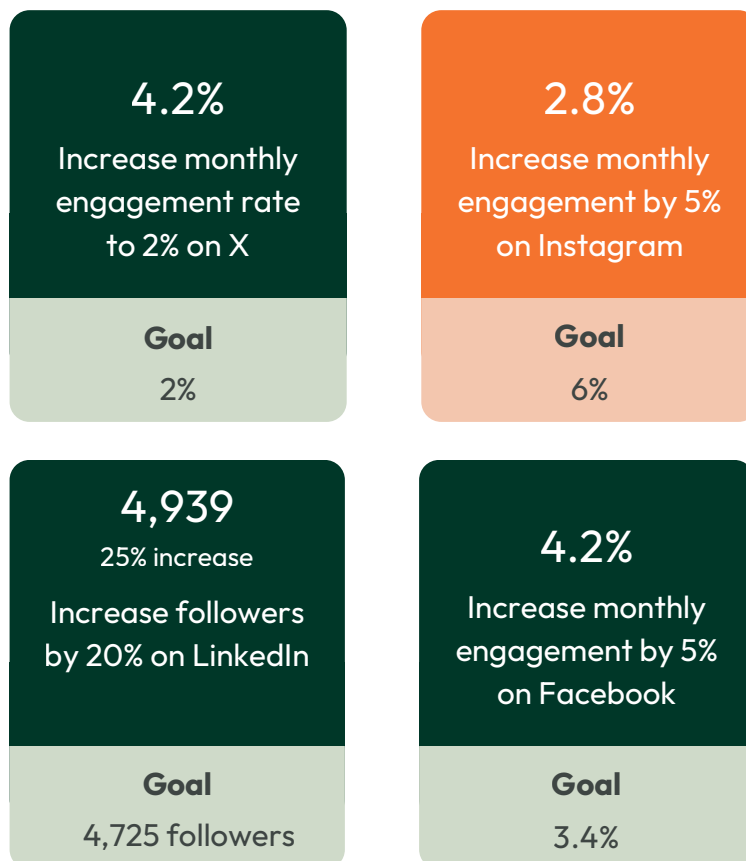 4.2%
Increase monthly
engagement rate
to 2% on X
Goal
2%
2.8%
Increase monthly
engagement by 5%
on Instagram
Goal
6%
4,939
25% increase
Increase followers
by 20% on LinkedIn
Goal
4,725 followers
4.2%
Increase monthly
engagement by 5%
on Facebook
Goal
3.4%